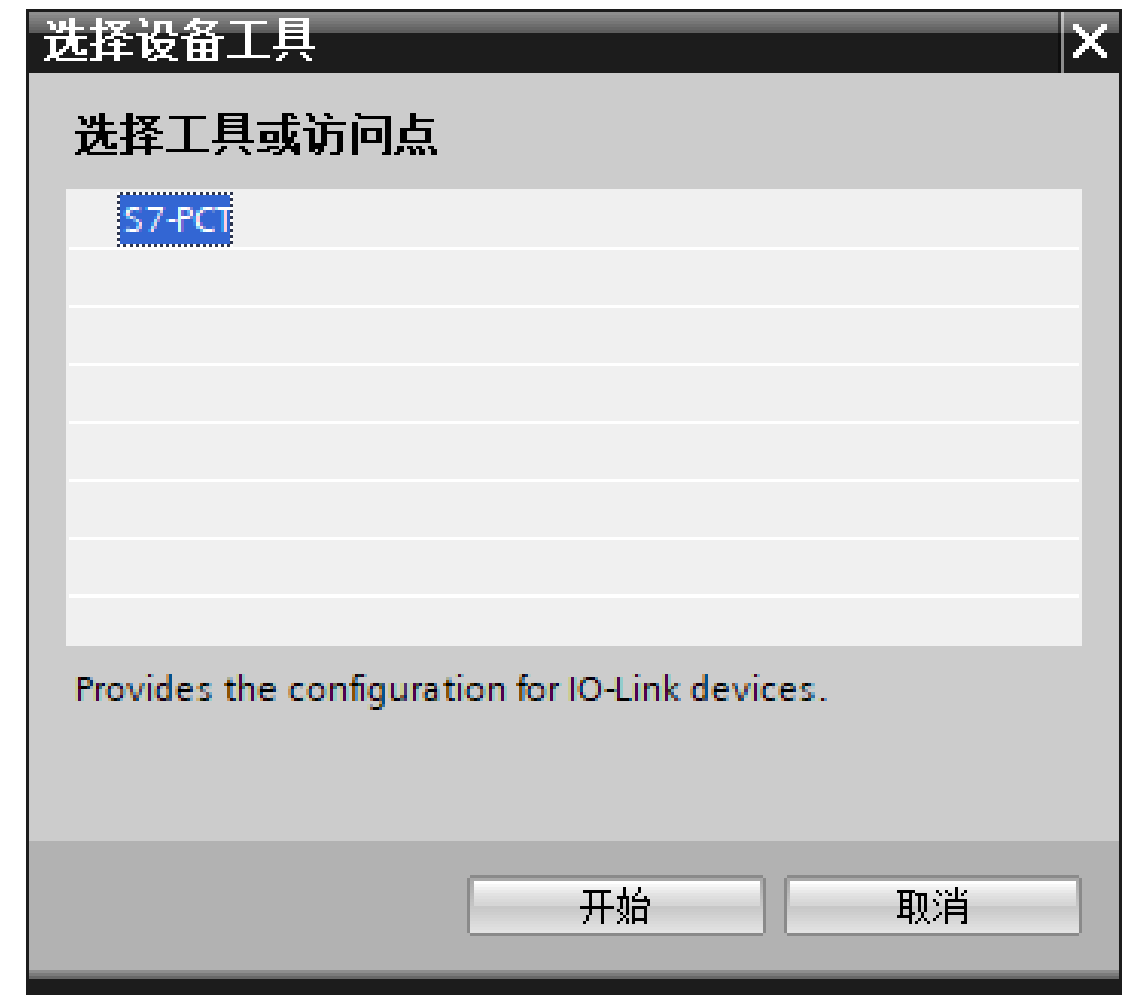 选择设备工具
选择工具或访问点
S7-PCT
Provides the configuration for IO-Link devices.
开始
取消